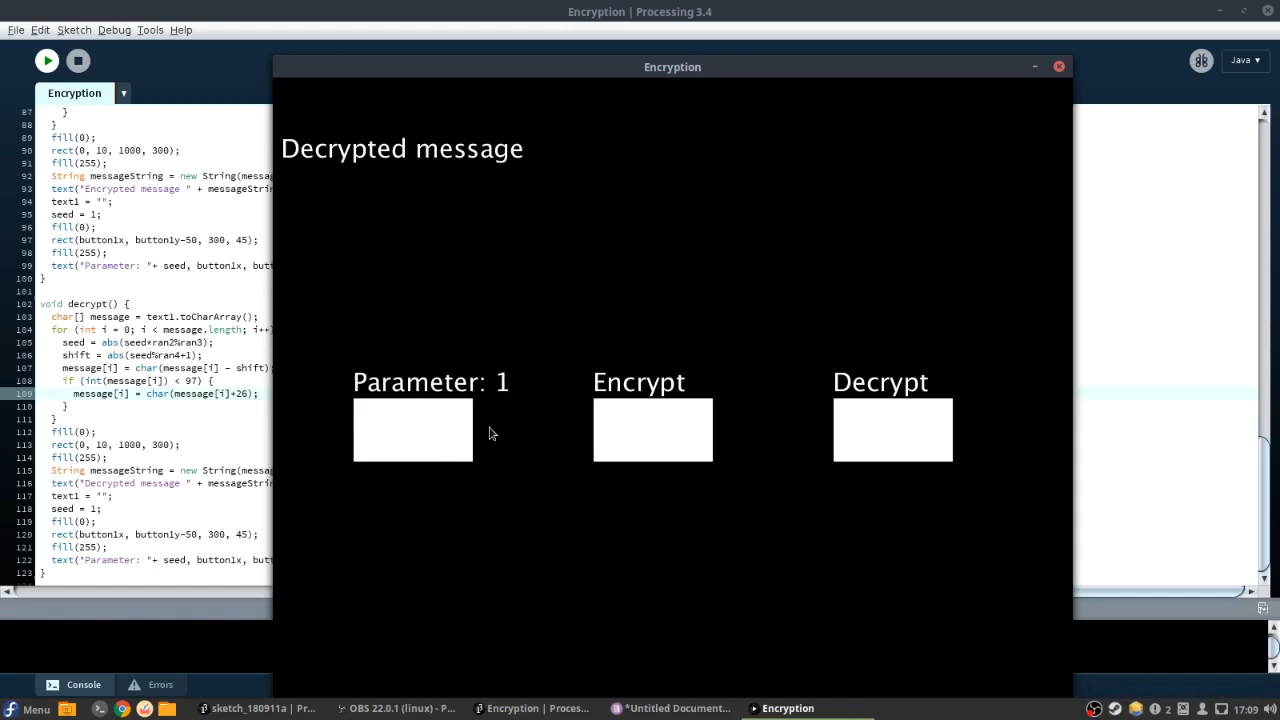 Encryption | Processing 3.4
File Edit Sketch Debug Tools Help
Java ▾
Encryption
Encryption
Decrypted message
Parameter: 1
Encrypt
Decrypt
87 }
88 }
89 fill(0);
90 rect(0, 10, 1000, 300);
91 fill(255);
92 String messageString = new String(messa
93 text("Encrypted message " + messageStrin
94 text1 = "";
95 seed = 1;
96 fill(0);
97 rect(button1x, button1y-50, 300, 45);
98 fill(255);
99 text("Parameter: "+ seed, button1x, butt
100 }
101
102 void decrypt() {
103 char[] message = text1.toCharArray();
104 for (int i = 0; i < message.length; i++)
105 seed = abs(seed*ran2%ran3);
106 shift = abs(seed%ran4+1);
107 message[i] = char(message[i] - shift);
108 if (int(message[i]) < 97) {
109 message[i] = char(message[i]+26);
110 }
111 }
112 fill(0);
113 rect(0, 10, 1000, 300);
114 fill(255);
115 String messageString = new String(messa
116 text("Decrypted message " + messageStrin
117 text1 = "";
118 seed = 1;
119 fill(0);
120 rect(button1x, button1y-50, 300, 45);
121 fill(255);
122 text("Parameter: "+ seed, button1x, butt
123 }
Console
Errors
Menu
sketch_180911a | Pr...
OBS 22.0.1 (linux) - P...
Encryption | Proces...
*Untitled Document...
Encryption
2
17:09